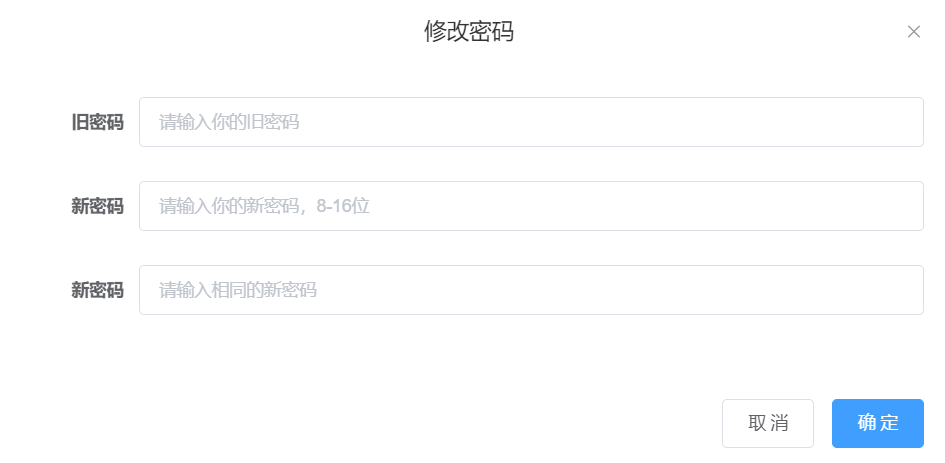 修改密码
旧密码 请输入你的旧密码
新密码 请输入你的新密码，8-16位
新密码 请输入相同的新密码
取消 确定